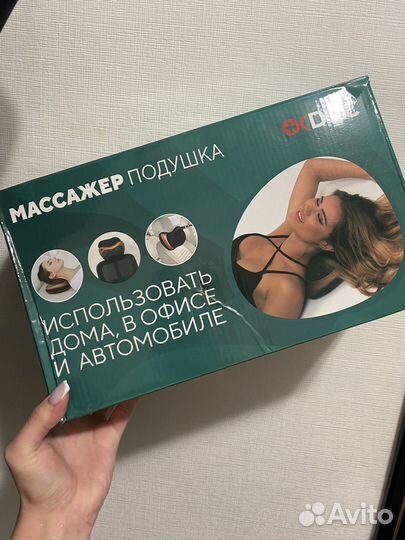 МАССАЖЕР ПОДУШКА
ИСПОЛЬЗОВАТЬ
ДОМА, В ОФИСЕ
И АВТОМОБИЛЕ
Avito